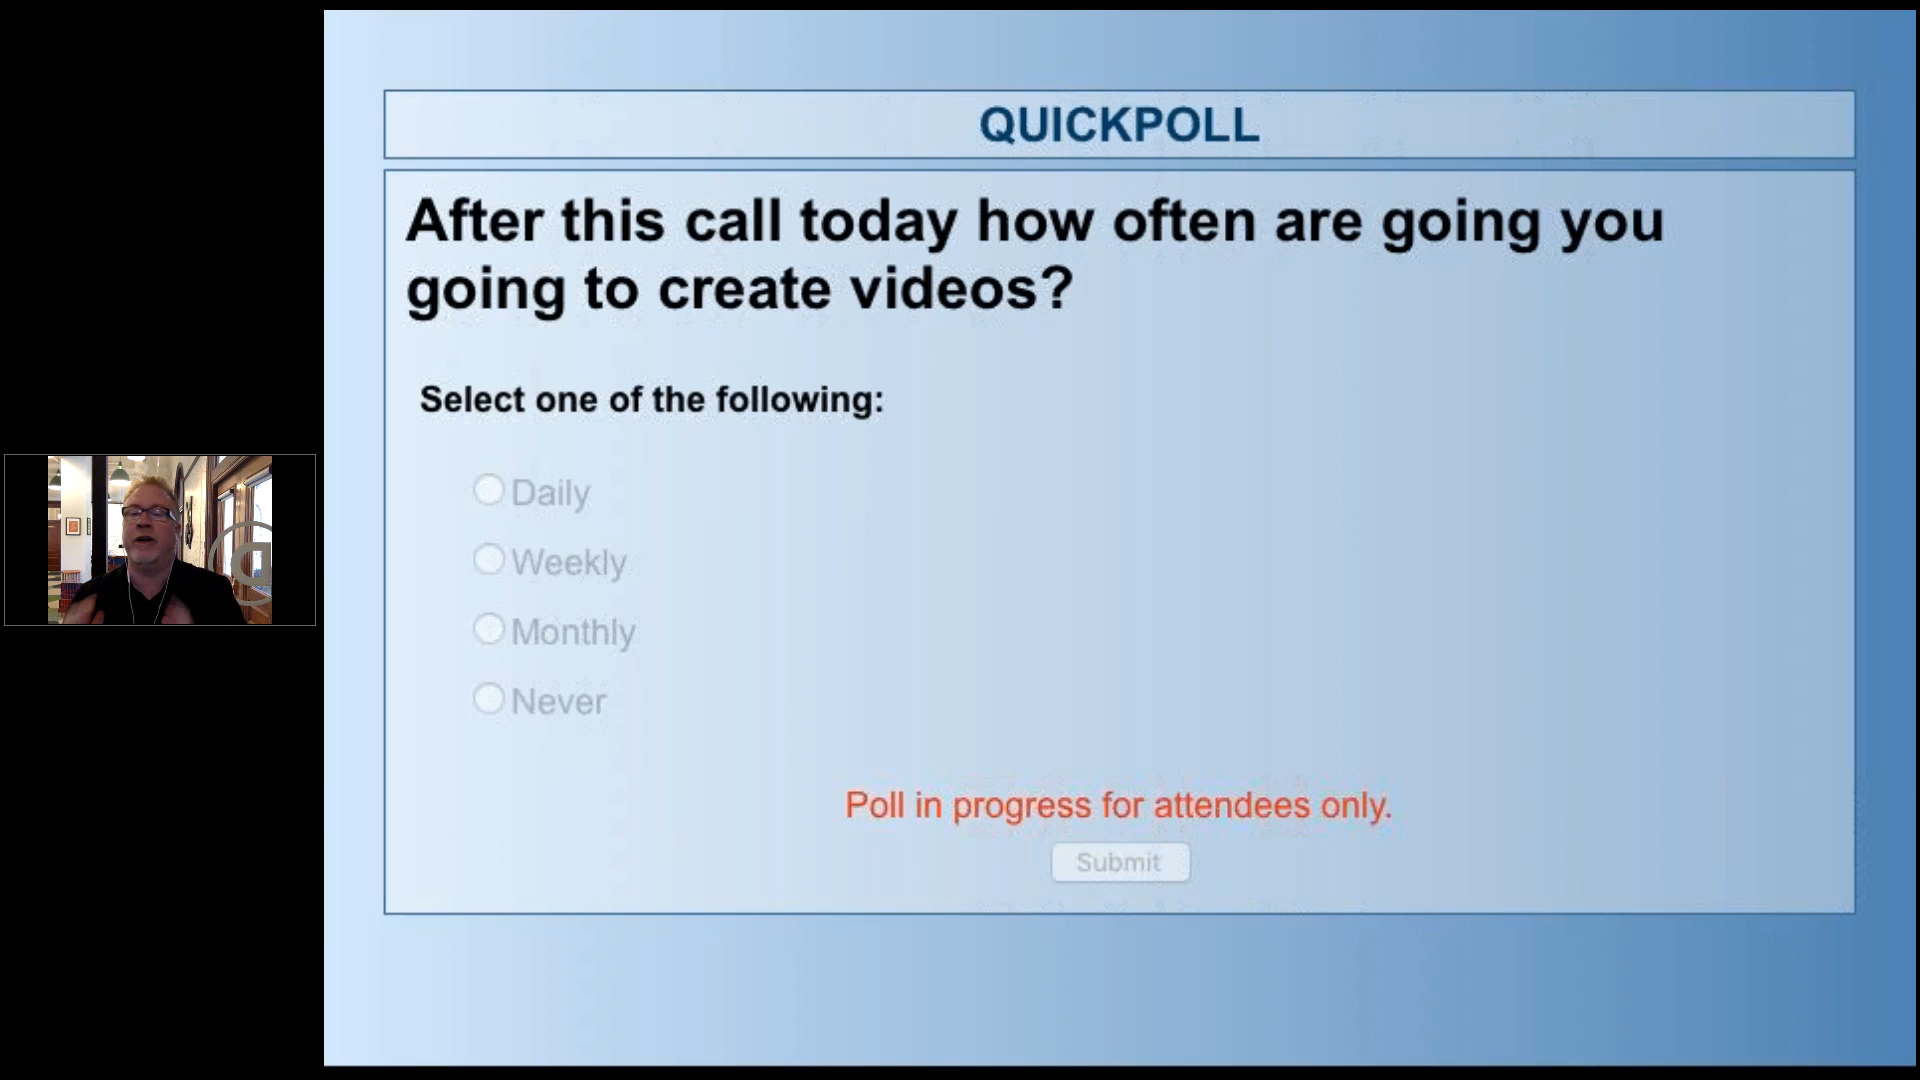 QUICKPOLL
After this call today how often are going you
going to create videos?
Select one of the following:
Daily
Weekly
Monthly
Never
Poll in progress for attendees only.
Submit